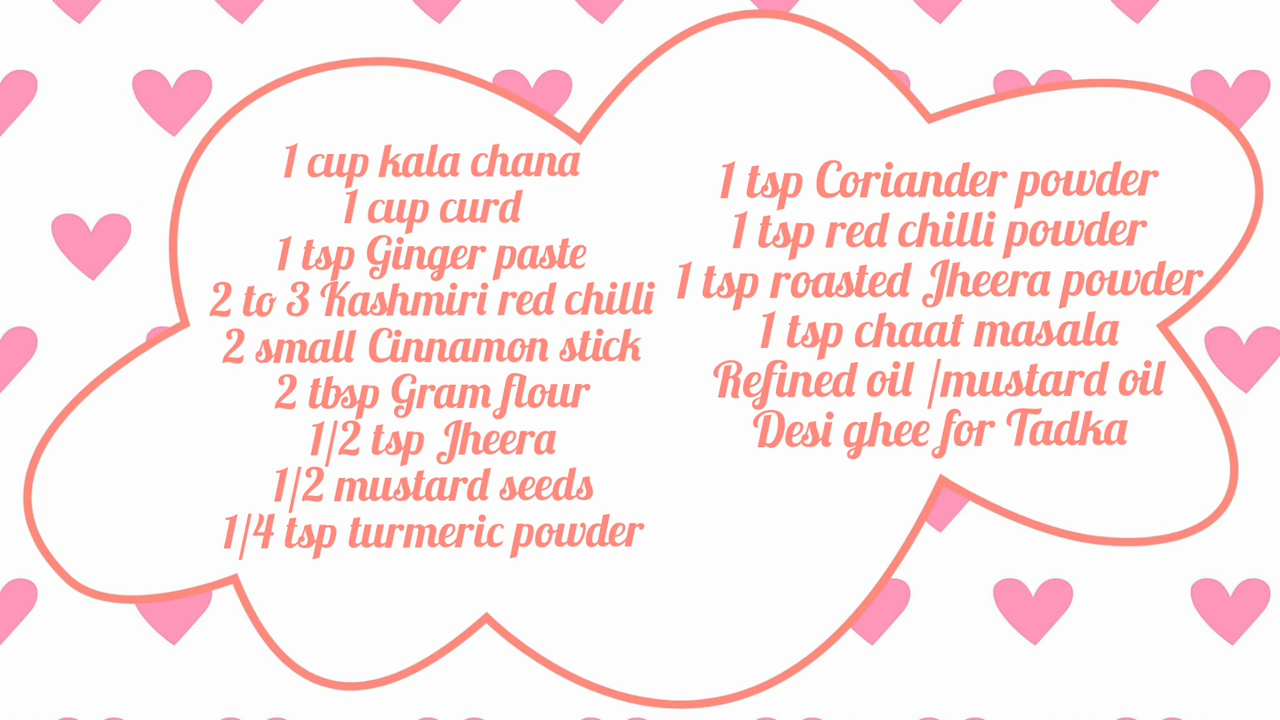 1 cup kala chana
1 cup curd
1 tsp Ginger paste
2 to 3 Kashmiri red chilli
2 small Cinnamon stick
2 tbsp Gram flour
1/2 tsp Jheera
1/2 mustard seeds
1/4 tsp turmeric powder
1 tsp Coriander powder
1 tsp red chilli powder
1 tsp roasted Jheera powder
1 tsp chaat masala
Refined oil /mustard oil
Desi ghee for Tadka